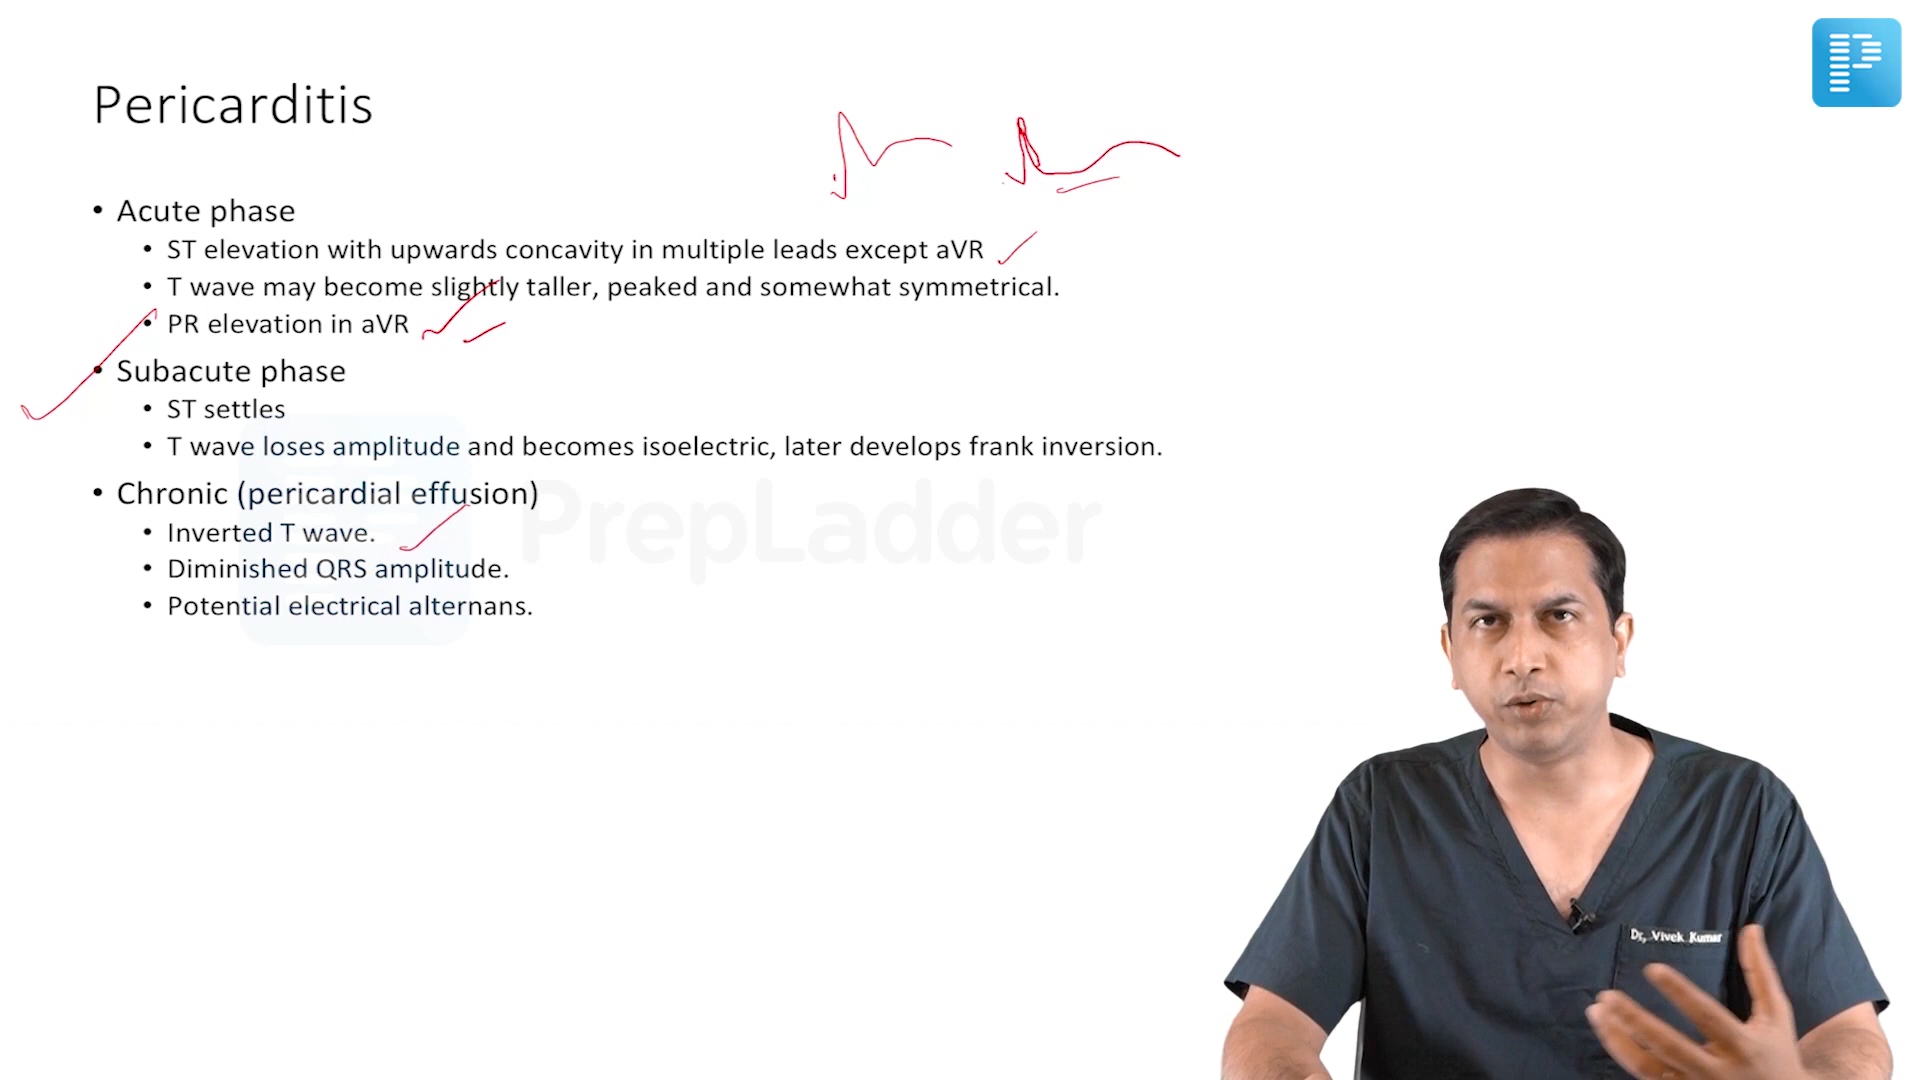 Pericarditis
• Acute phase
• ST elevation with upwards concavity in multiple leads except aVR
• T wave may become slightly taller, peaked and somewhat symmetrical.
• PR elevation in aVR
• Subacute phase
• ST settles
• T wave loses amplitude and becomes isoelectric, later develops frank inversion.
• Chronic (pericardial effusion)
• Inverted T wave.
• Diminished QRS amplitude.
• Potential electrical alternans.
PrepLadder
Dr, Vivek Kumar